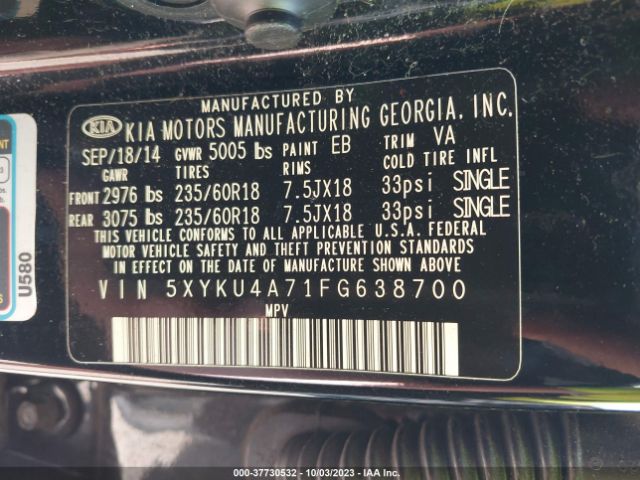 MANUFACTURED BY
KIA KIA MOTORS MANUFACTURING GEORGIA, INC.
SEP/18/14 GVWR 5005 lbs PAINT EB TRIM VA
GAWR TIRES RIMS COLD TIRE INFL
FRONT 2976 lbs 235/60R18 7.5JX18 33psi SINGLE
REAR 3075 lbs 235/60R18 7.5JX18 33psi SINGLE
THIS VEHICLE CONFORMS TO ALL APPLICABLE U.S.A. FEDERAL
MOTOR VEHICLE SAFETY AND THEFT PREVENTION STANDARDS
IN EFFECT ON THE DATE OF MANUFACTURE SHOWN ABOVE
VIN 5XYKU4A71FG638700
MPV
U580
000-37730532 - 10/03/2023 - IAA Inc.